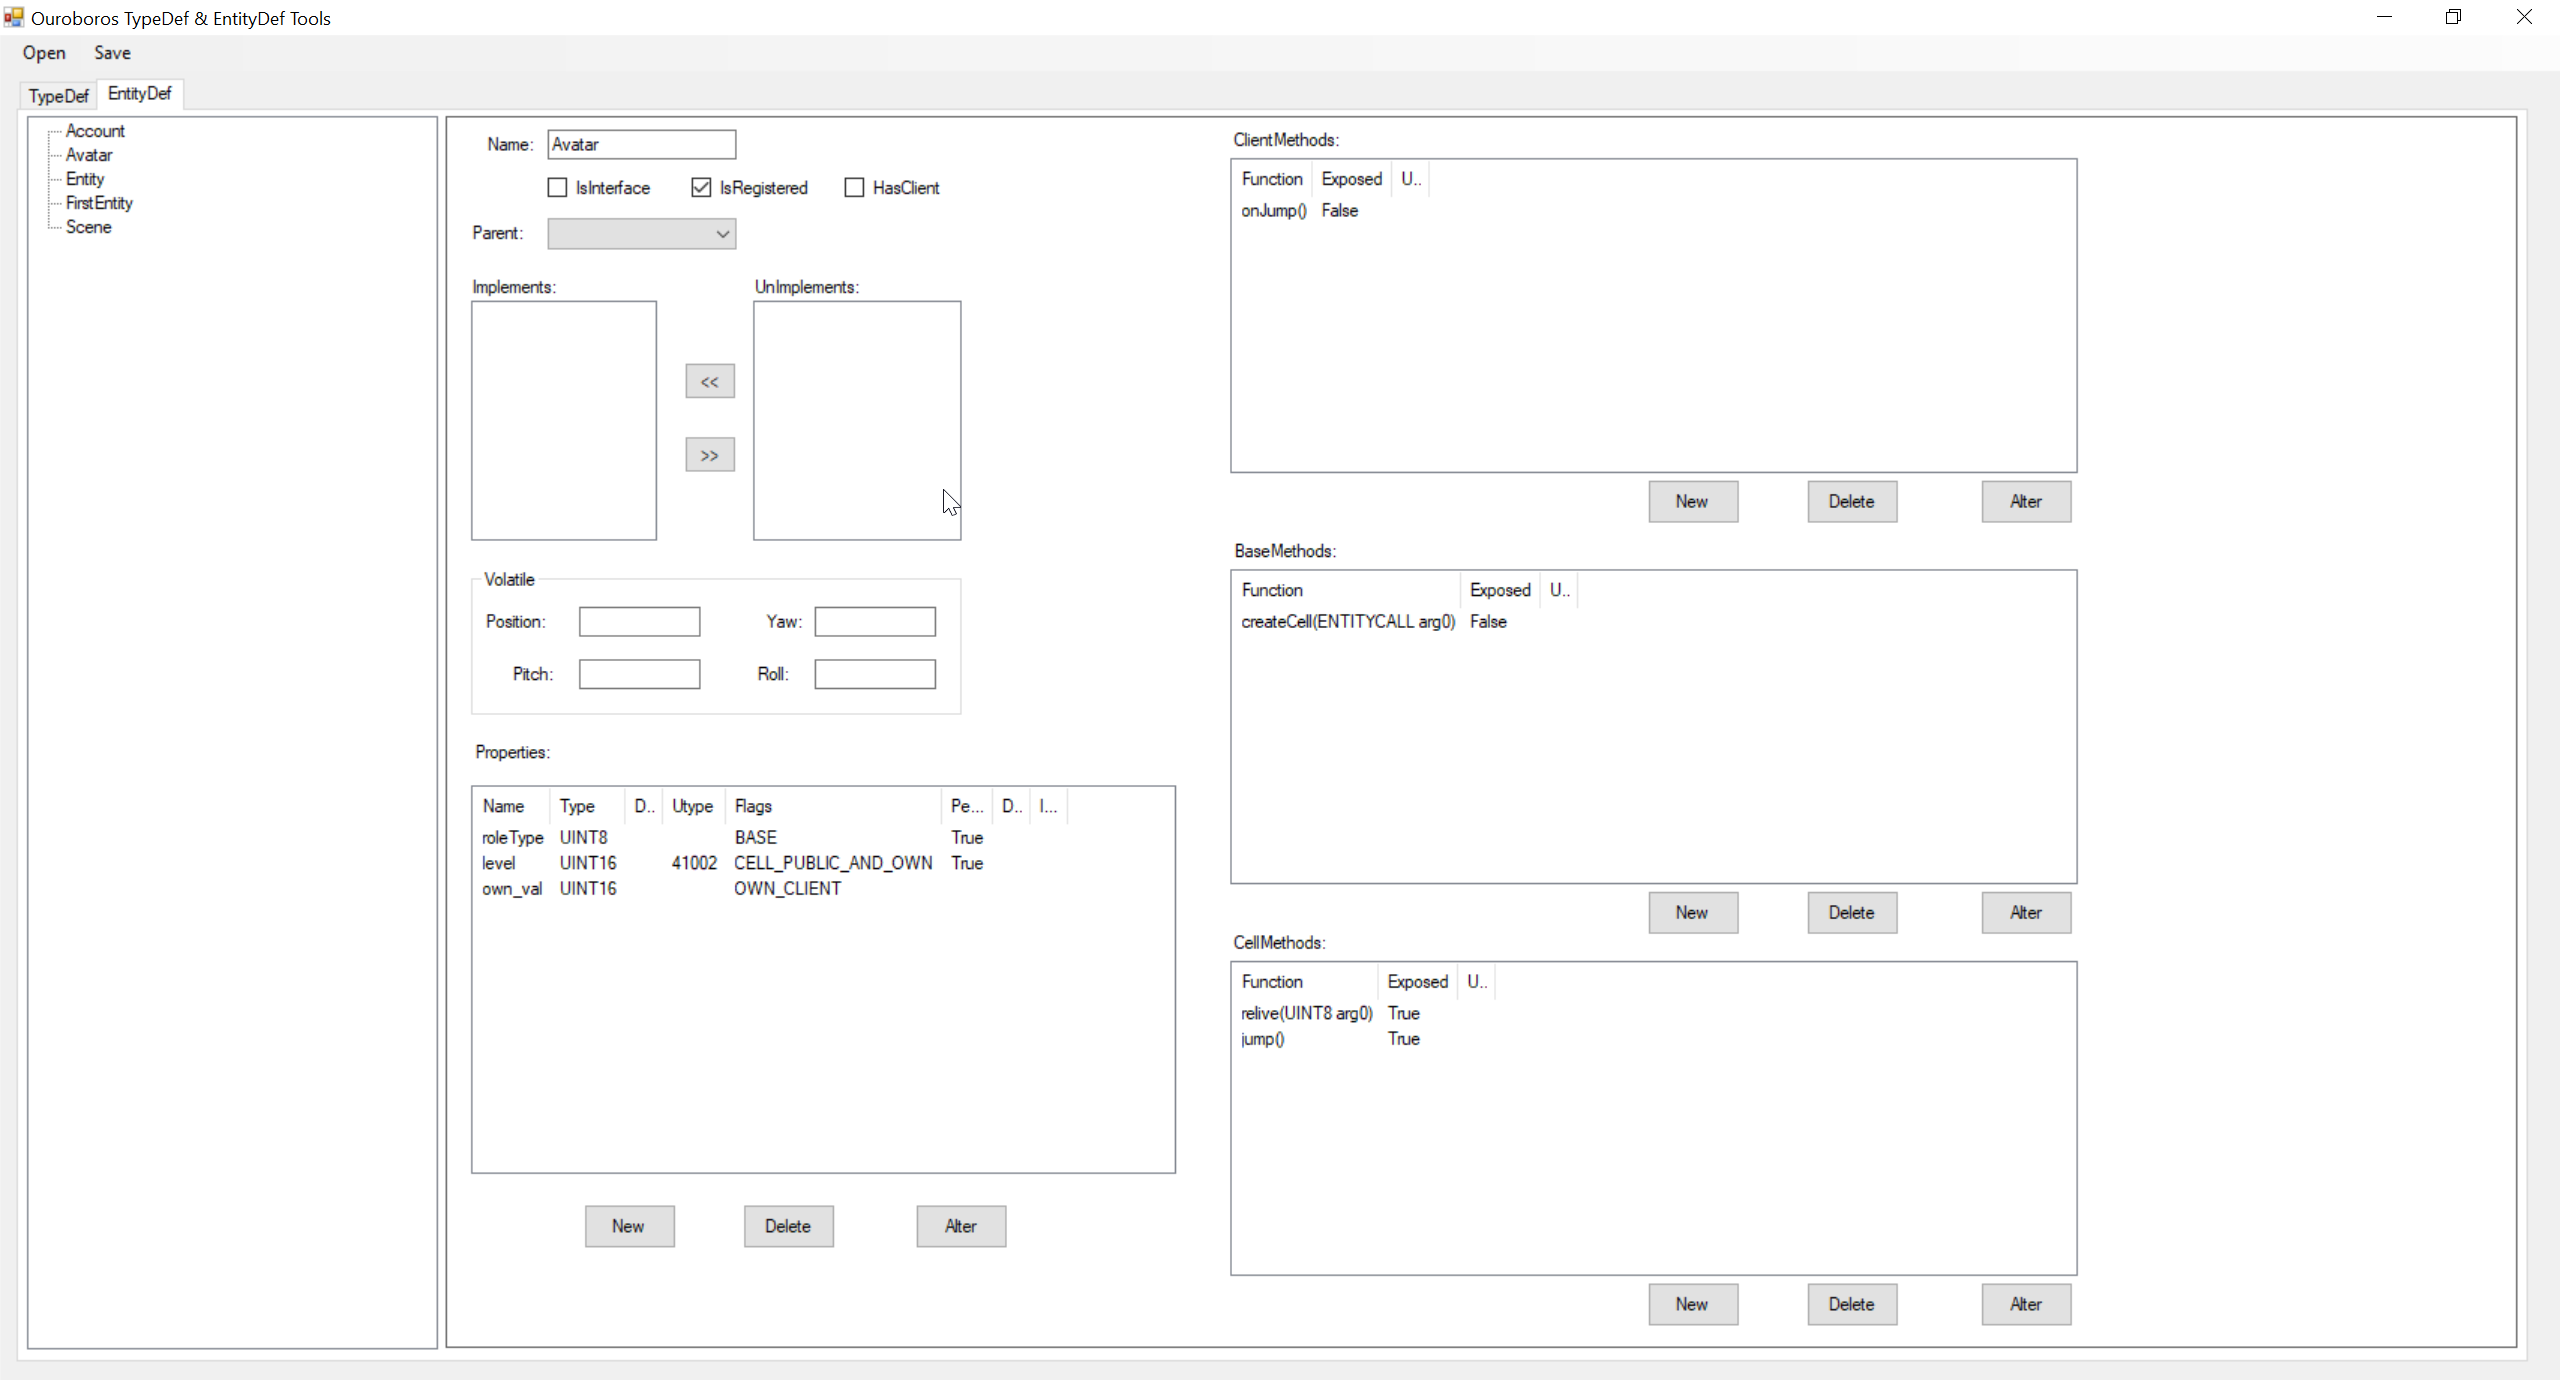 Ouroboros TypeDef & EntityDef Tools
Open Save
TypeDef EntityDef
Account
Avatar
Entity
FirstEntity
Scene
Name: Avatar
IsInterface IsRegistered HasClient
Parent:
Implements: UnImplements:
<<
>>
Volatile
Position: Yaw:
Pitch: Roll:
Properties:
Name Type D.. Utype Flags Pe... D.. I...
roleType UINT8 BASE True
level UINT16 41002 CELL_PUBLIC_AND_OWN True
own_val UINT16 OWN_CLIENT
New Delete Alter
ClientMethods:
Function Exposed U..
onJump() False
New Delete Alter
BaseMethods:
Function Exposed U..
createCell(ENTITYCALL arg0) False
New Delete Alter
CellMethods:
Function Exposed U..
relive(UINT8 arg0) True
jump() True
New Delete Alter